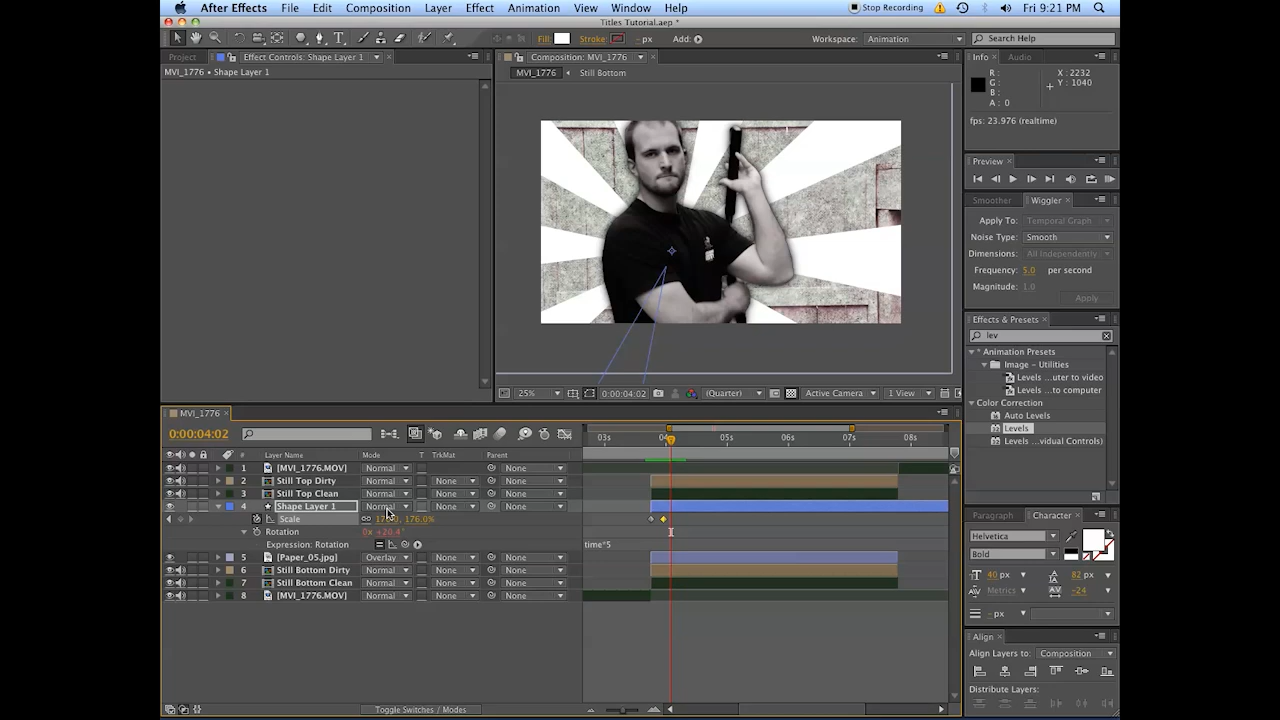 After Effects File Edit Composition Layer Effect Animation View Window Help Stop Recording Fri 9:21 PM
Titles Tutorial.aep *
Fill: Stroke: - px Add: Workspace: Animation Search Help
Project Effect Controls: Shape Layer 1
MVI_1776 • Shape Layer 1
Composition: MVI_1776
MVI_1776 Still Bottom
25% 0:00:04:02 (Quarter) Active Camera 1 View
Info Audio
R: X : 2232
G: Y : 1040
B:
A : 0
fps: 23.976 (realtime)
Preview
Smoother Wiggler
Apply To: Temporal Graph
Noise Type: Smooth
Dimensions: All Independently
Frequency: 5.0 per second
Magnitude: 1.0
Apply
Effects & Presets
lev
* Animation Presets
Image – Utilities
Levels ...uter to video
Levels ...to computer
Color Correction
Auto Levels
Levels
Levels ...vidual Controls)
Paragraph Character
Helvetica
Bold
40 px 82 px
Metrics -24
- px
Align
Align Layers to: Composition
Distribute Layers:
MVI_1776
0:00:04:02
03s 05s 06s 07s 08s
# Layer Name Mode T TrkMat Parent
1 [MVI_1776.MOV] Normal None
2 Still Top Dirty Normal None None
3 Still Top Clean Normal None None
4 Shape Layer 1 Normal None None
Scale 176.0%
Rotation 0x +20.4°
Expression: Rotation time*5
5 [Paper_05.jpg] Overlay None None
6 Still Bottom Dirty Normal None None
7 Still Bottom Clean Normal None None
8 [MVI_1776.MOV] Normal None None
Toggle Switches / Modes